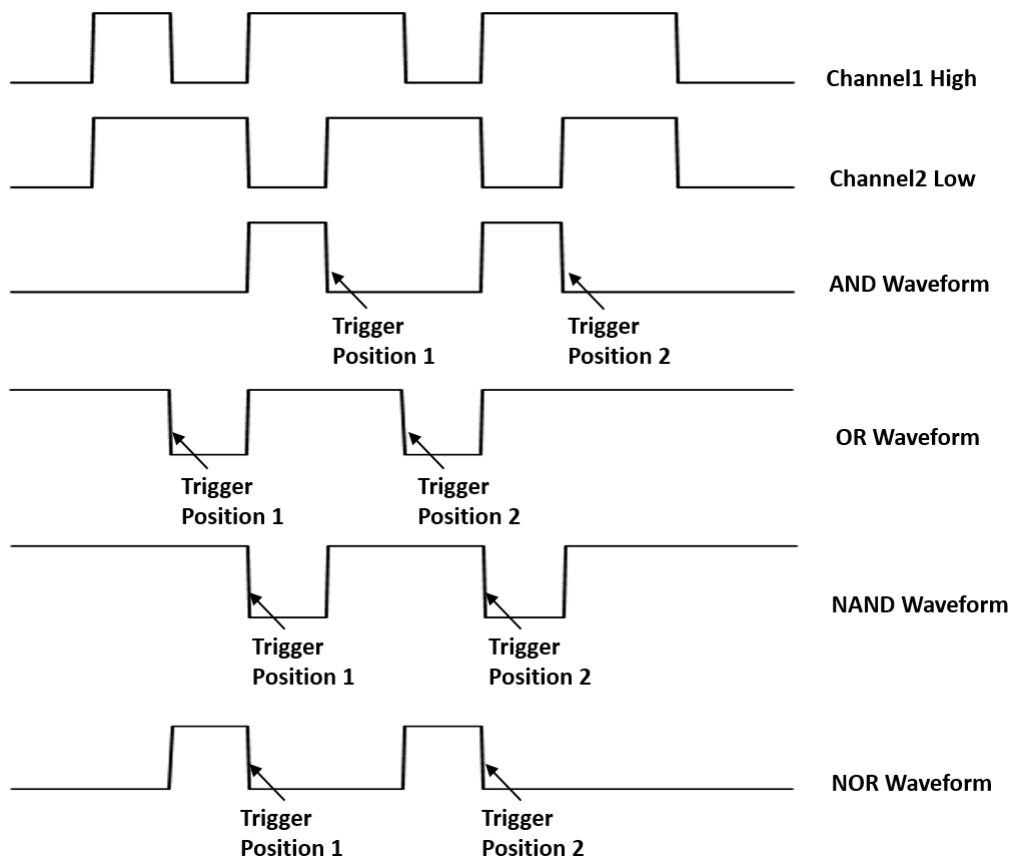 Channel1 High
Channel2 Low
AND Waveform
Trigger
Position 1
Trigger
Position 2
OR Waveform
Trigger
Position 1
Trigger
Position 2
NAND Waveform
Trigger
Position 1
Trigger
Position 2
NOR Waveform
Trigger
Position 1
Trigger
Position 2